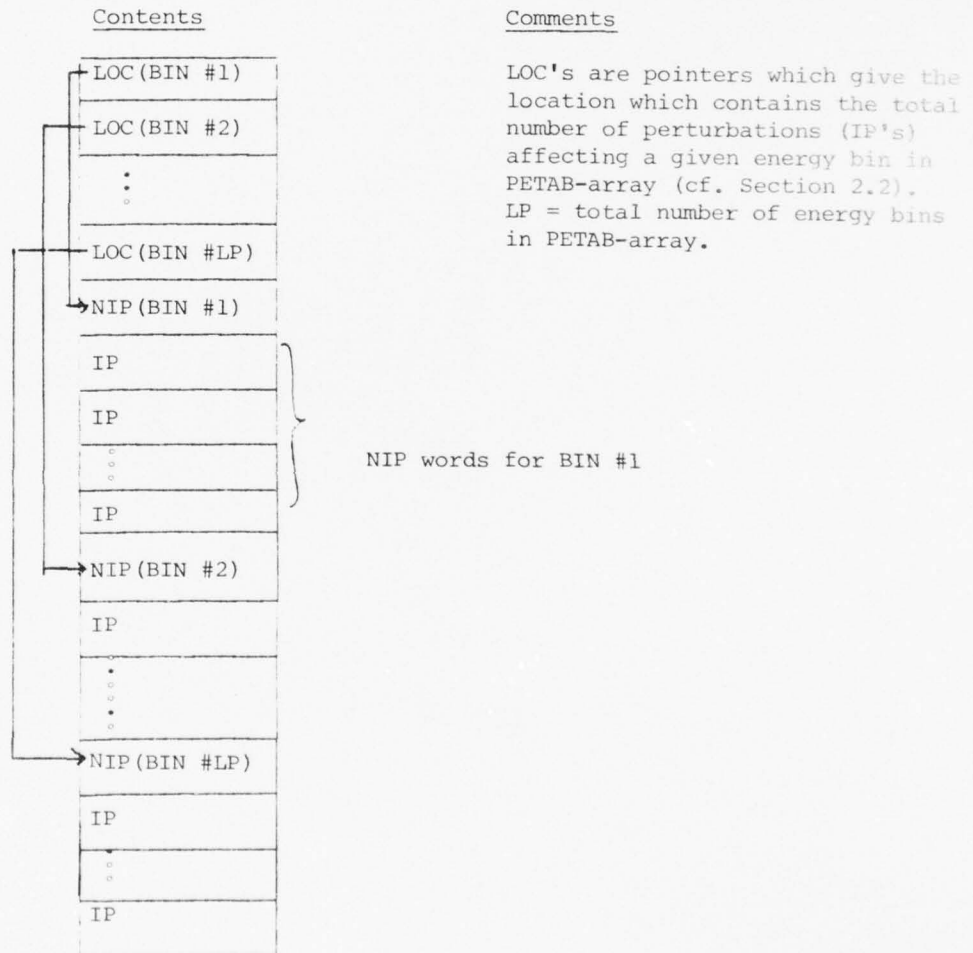 Contents
LOC(BIN #1)
LOC(BIN #2)
LOC(BIN #LP)
NIP(BIN #1)
IP
IP
IP
NIP(BIN #2)
IP
NIP(BIN #LP)
IP
IP
NIP words for BIN #1
Comments
LOC's are pointers which give the
location which contains the total
number of perturbations (IP's)
affecting a given energy bin in
PETAB-array (cf. Section 2.2).
LP = total number of energy bins
in PETAB-array.